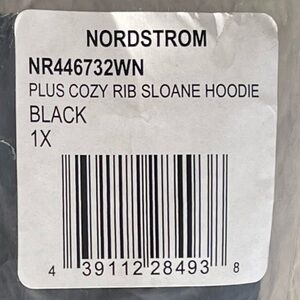 NORDSTROM
NR446732WN
PLUS COZY RIB SLOANE HOODIE
BLACK
1X
4 39112 28493 8